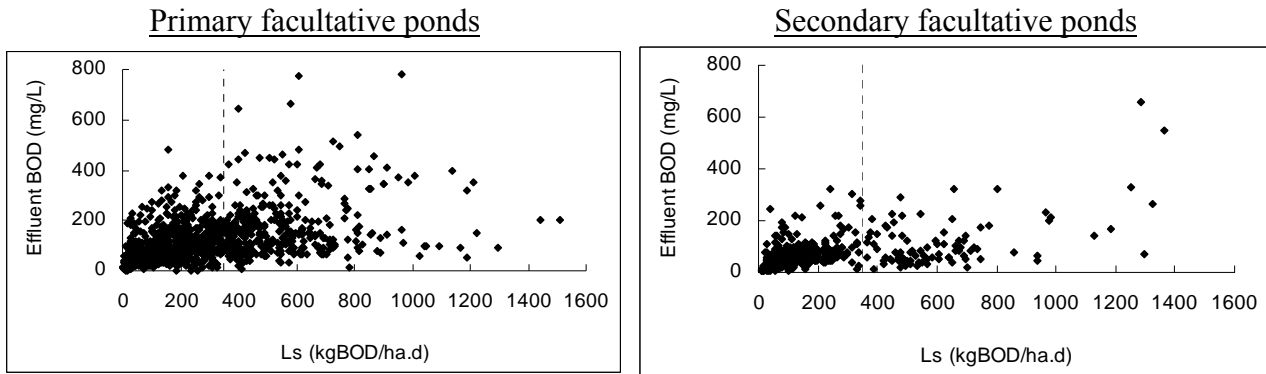 Primary facultative ponds
Effluent BOD (mg/L)
800
600
400
200
0
0 200 400 600 800 1000 1200 1400 1600
Ls (kgBOD/ha.d)
Secondary facultative ponds
Effluent BOD (mg/L)
800
600
400
200
0
0 200 400 600 800 1000 1200 1400 1600
Ls (kgBOD/ha.d)